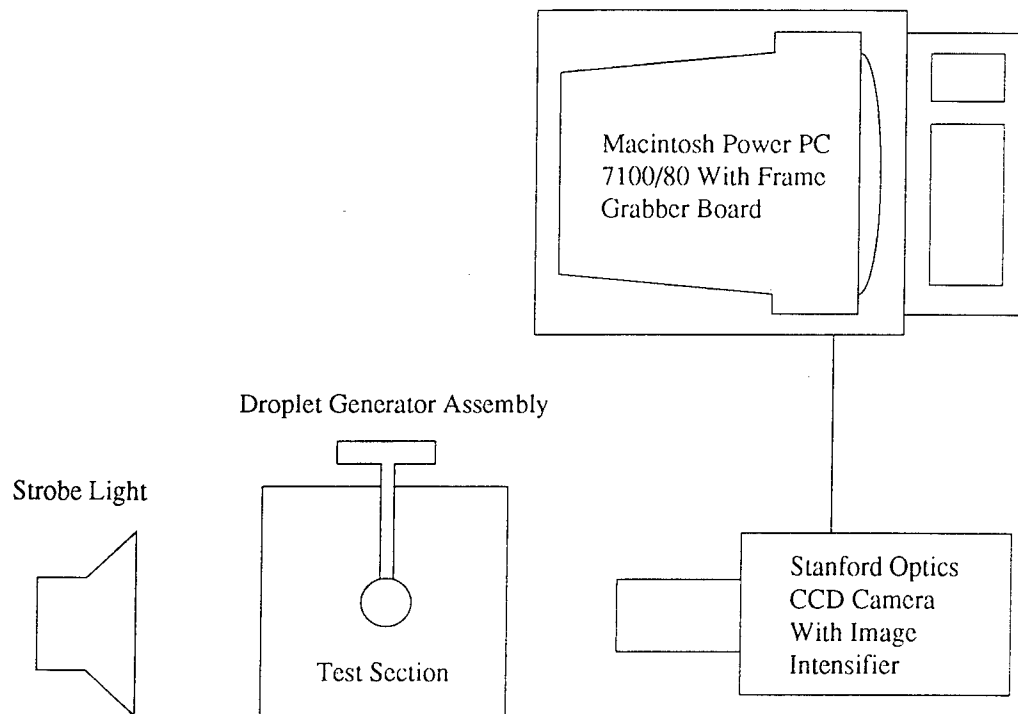 Macintosh Power PC
7100/80 With Frame
Grabber Board
Droplet Generator Assembly
Strobe Light
Test Section
Stanford Optics
CCD Camera
With Image
Intensifier